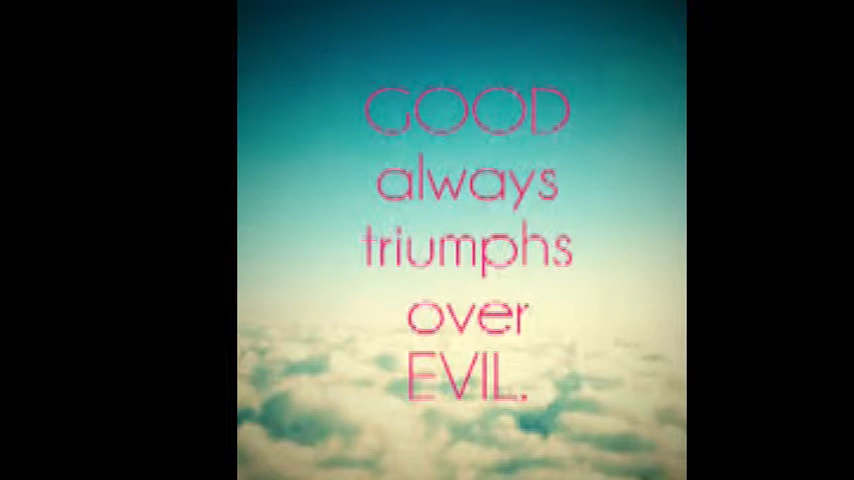 GOOD
always
triumphs
over
EVIL.